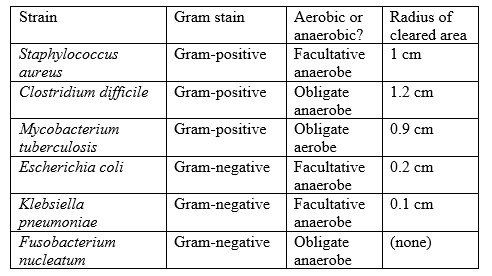 Strain Gram stain Aerobic or Radius of
anaerobic? cleared area
Staphylococcus Gram-positive Facultative 1 cm
aureus anaerobe
Clostridium difficile Gram-positive Obligate 1.2 cm
anaerobe
Mycobacterium Gram-positive Obligate 0.9 cm
tuberculosis aerobe
Escherichia coli Gram-negative Facultative 0.2 cm
anaerobe
Klebsiella Gram-negative Facultative 0.1 cm
pneumoniae anaerobe
Fusobacterium Gram-negative Obligate (none)
nucleatum anaerobe